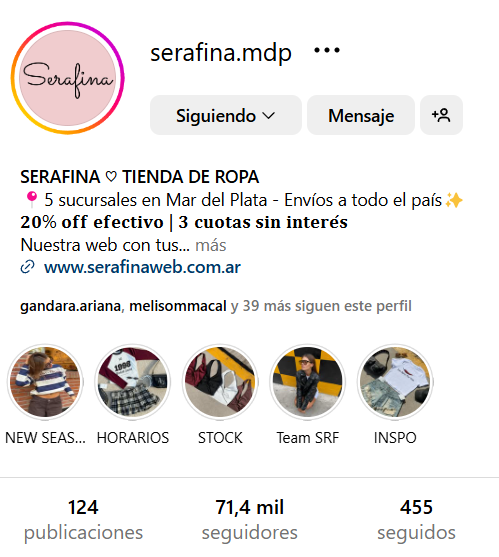 Serafina
serafina.mdp
Siguiendo
Mensaje
SERAFINA ♡ TIENDA DE ROPA
📍 5 sucursales en Mar del Plata - Envíos a todo el país✨
20% off efectivo | 3 cuotas sin interés
Nuestra web con tus... más
www.serafinaweb.com.ar
gandara.ariana, melisommacal y 39 más siguen este perfil
NEW SEAS... HORARIOS STOCK Team SRF INSPO
124 71,4 mil 455
publicaciones seguidores seguidos